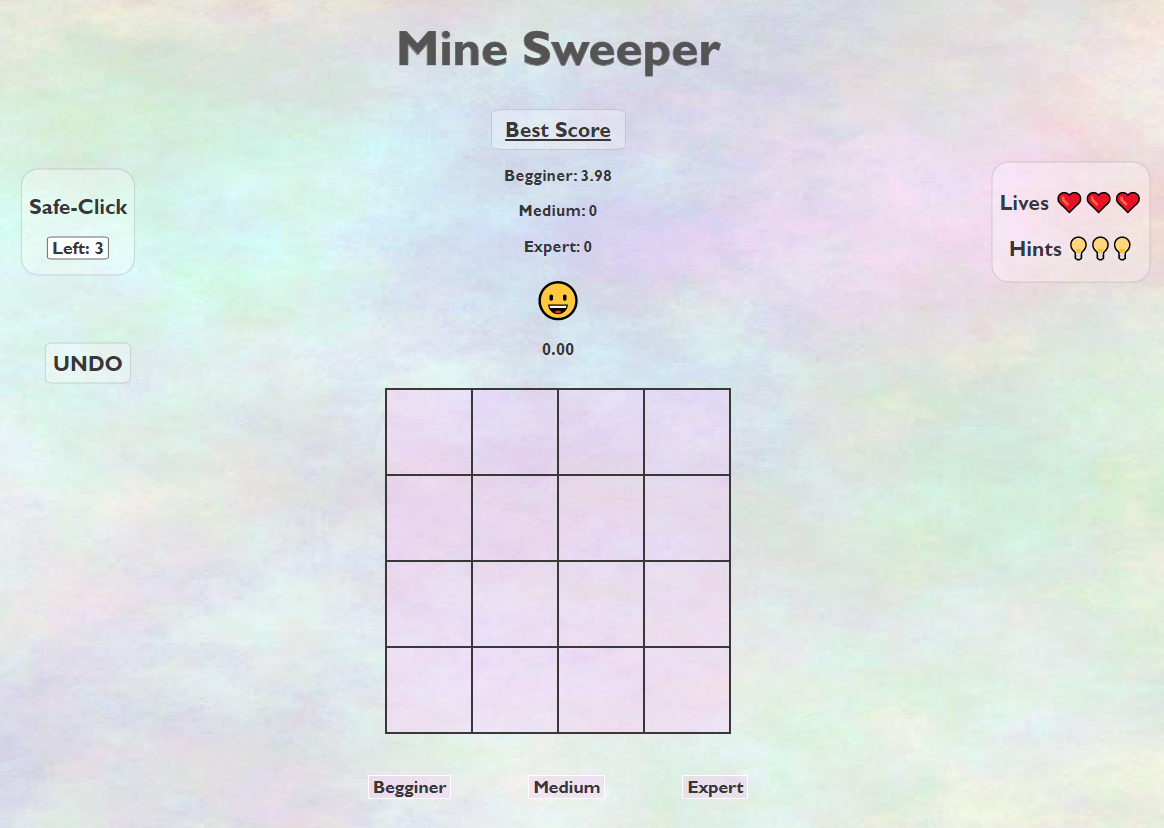 Mine Sweeper
Best Score
Begginer: 3.98
Medium: 0
Expert: 0
Safe-Click
Left: 3
Lives
Hints
UNDO
0.00
Begginer
Medium
Expert